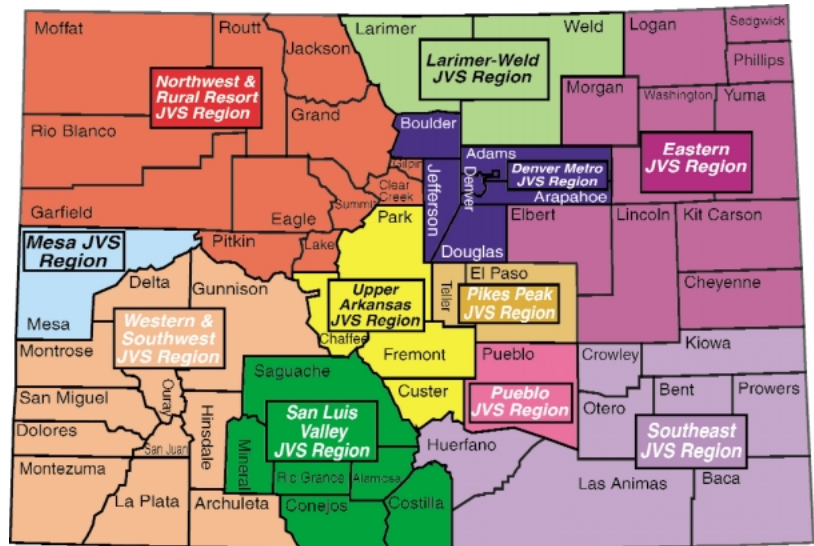 Moffat
Routt
Jackson
Larimer
Weld
Logan
Sedgwick
Phillips
Northwest &
Rural Resort
JVS Region
Larimer-Weld
JVS Region
Morgan
Washington
Yuma
Rio Blanco
Grand
Boulder
Eastern
JVS Region
Gilpin
Clear
Creek
Jefferson
Adams
Denver
Denver Metro
JVS Region
Arapahoe
Garfield
Eagle
Summit
Park
Douglas
Elbert
Lincoln
Kit Carson
Mesa JVS
Region
Pitkin
Lake
Cheyenne
Delta
Gunnison
Upper
Arkansas
JVS Region
Teller
El Paso
Pikes Peak
JVS Region
Mesa
Western &
Southwest
JVS Region
Chaffee
Montrose
Fremont
Pueblo
Crowley
Kiowa
Saguache
San Miguel
Ouray
Hinsdale
Custer
Pueblo
JVS Region
Otero
Bent
Prowers
Dolores
San Juan
San Luis
Valley
JVS Region
Huerfano
Southeast
JVS Region
Montezuma
Mineral
Rio Grance
Alamosa
Las Animas
Baca
La Plata
Archuleta
Conejos
Costilla